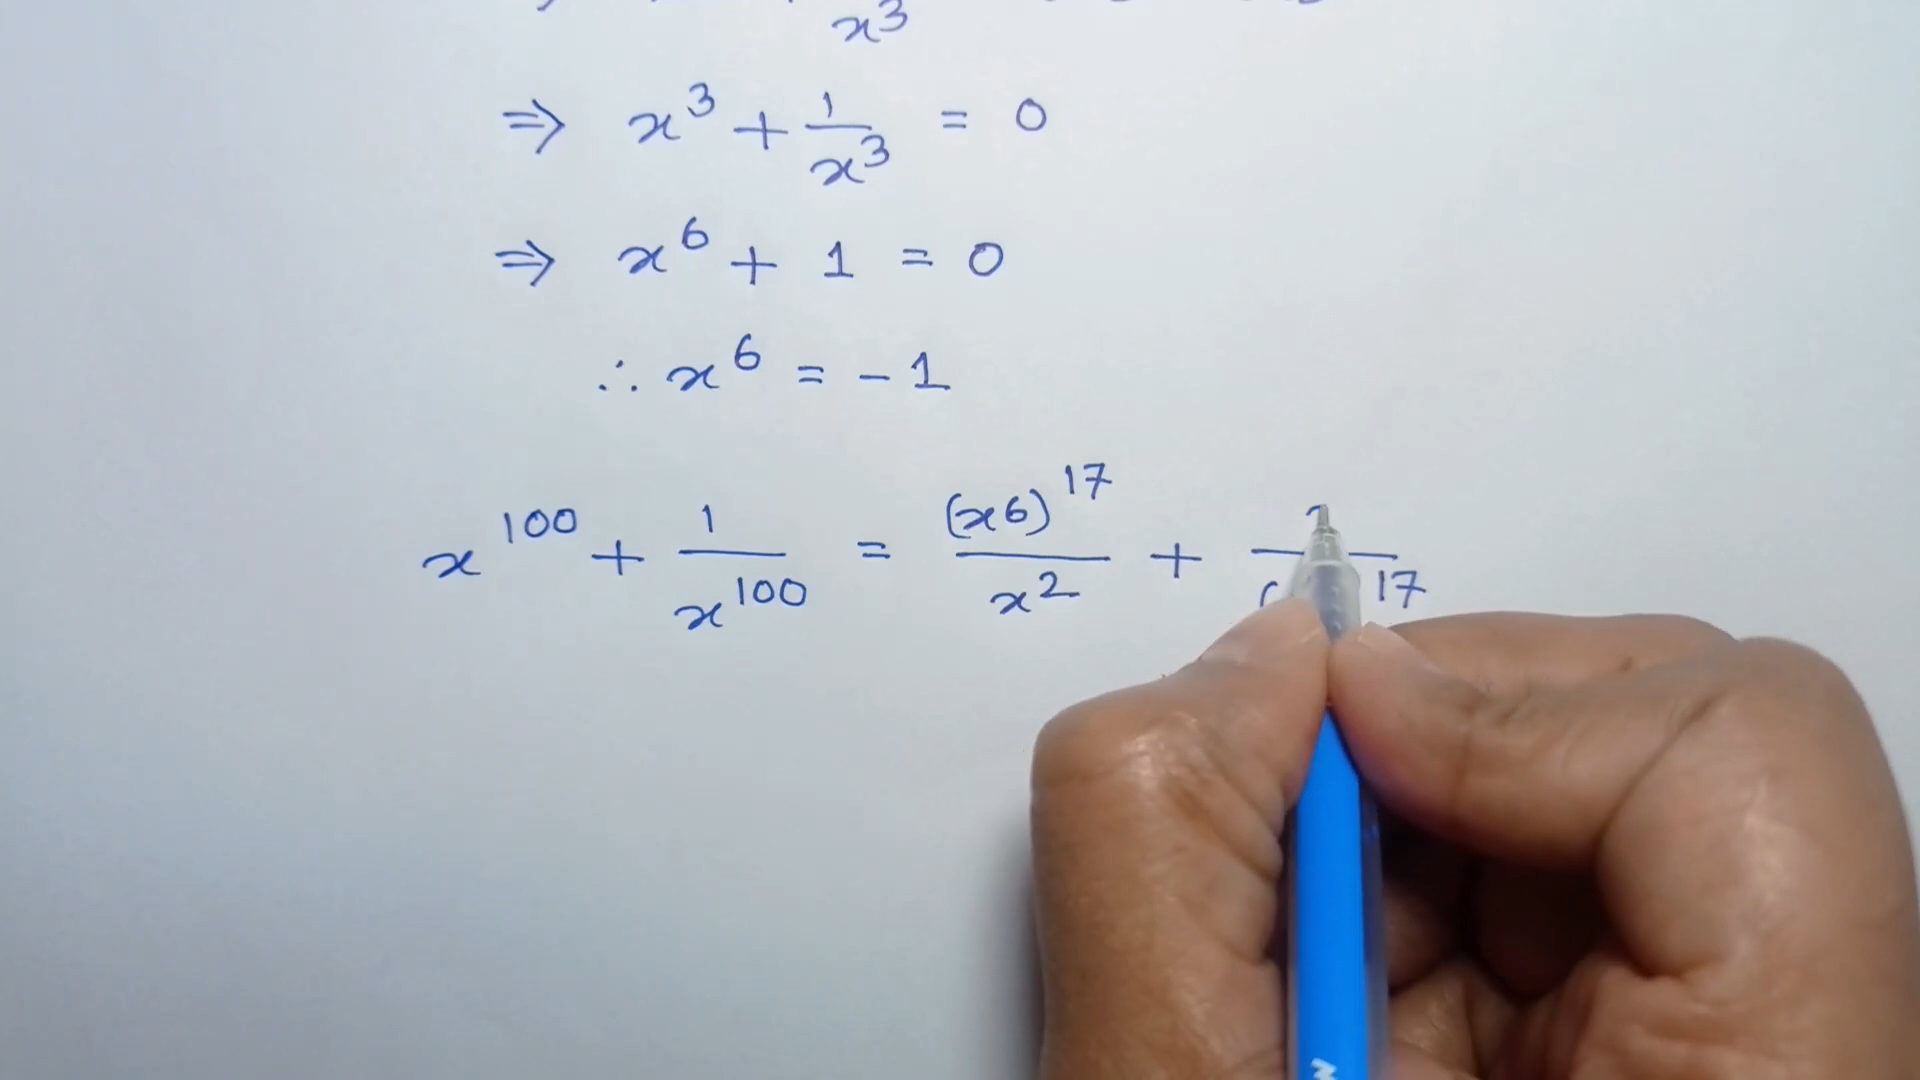 x³
⇒ x³ + 1/x³ = 0
⇒ x⁶ + 1 = 0
∴ x⁶ = -1
x¹⁰⁰ + 1/x¹⁰⁰ = (x6)¹⁷/x² + /( ¹⁷